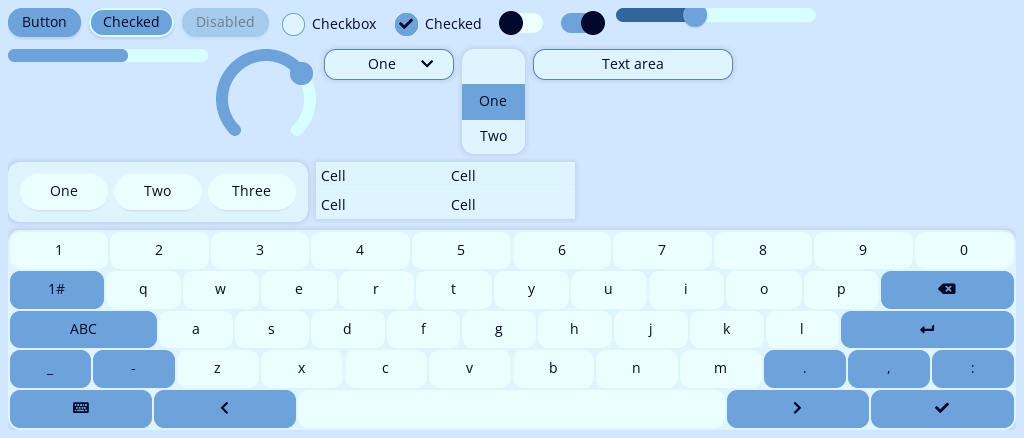 Button Checked Disabled Checkbox Checked
One One Two Text area
One Two Three
Cell Cell
Cell Cell
1 2 3 4 5 6 7 8 9 0
1# q w e r t y u i o p
ABC a s d f g h j k l
_ - z x c v b n m . , :